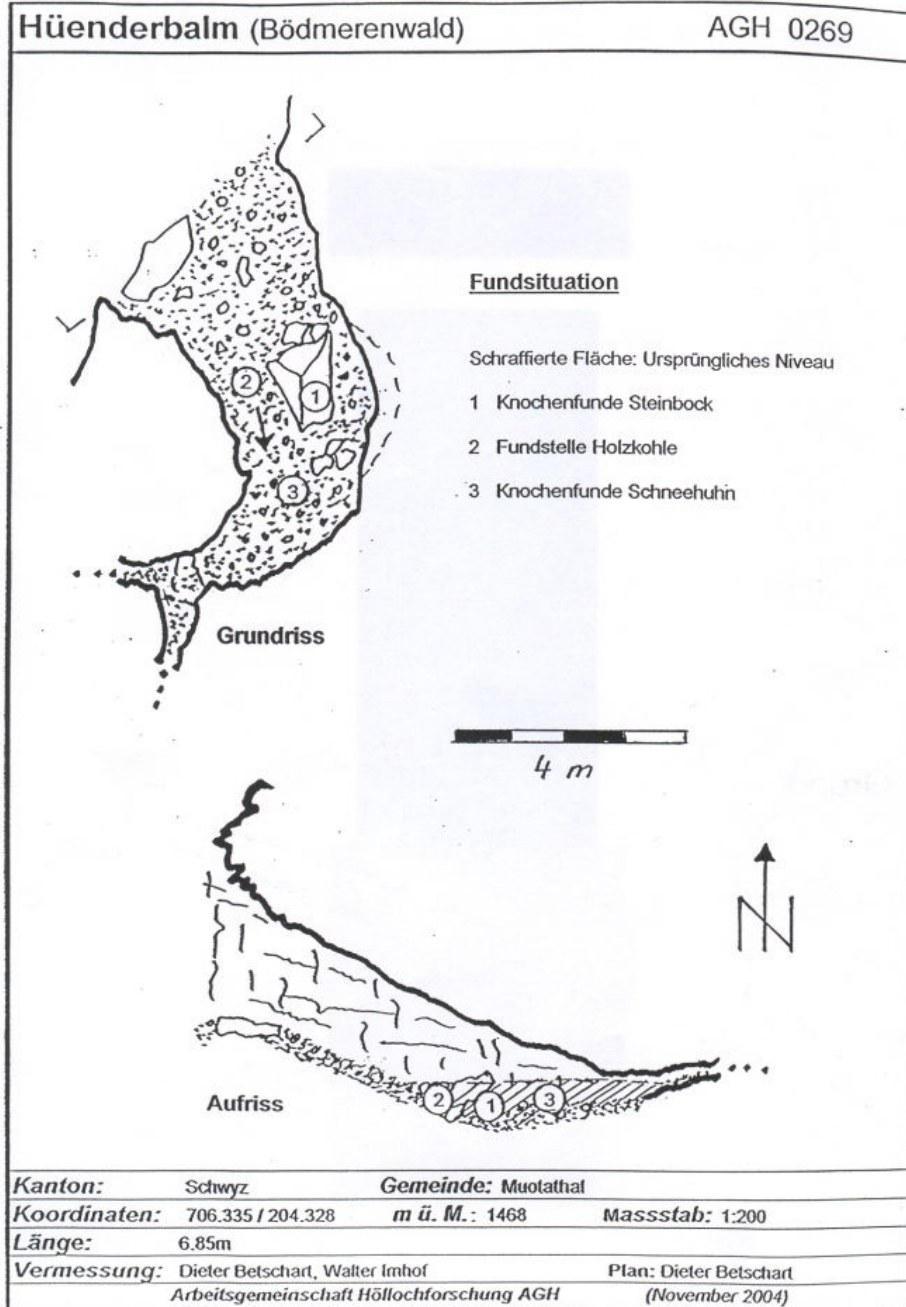 Hüenderbalm (Bödmerenwald) AGH 0269
Fundsituation
Schraffierte Fläche: Ursprüngliches Niveau
1 Knochenfunde Steinbock
2 Fundstelle Holzkohle
3 Knochenfunde Schneehuhn
2
1
3
Grundriss
4 m
N
Aufriss
2
1
3
Kanton: Schwyz Gemeinde: Muotathal
Koordinaten: 706.335 / 204.328 m ü. M.: 1468 Massstab: 1:200
Länge: 6.85m
Vermessung: Dieter Betschart, Walter Imhof Plan: Dieter Betschart
Arbeitsgemeinschaft Höllochforschung AGH (November 2004)